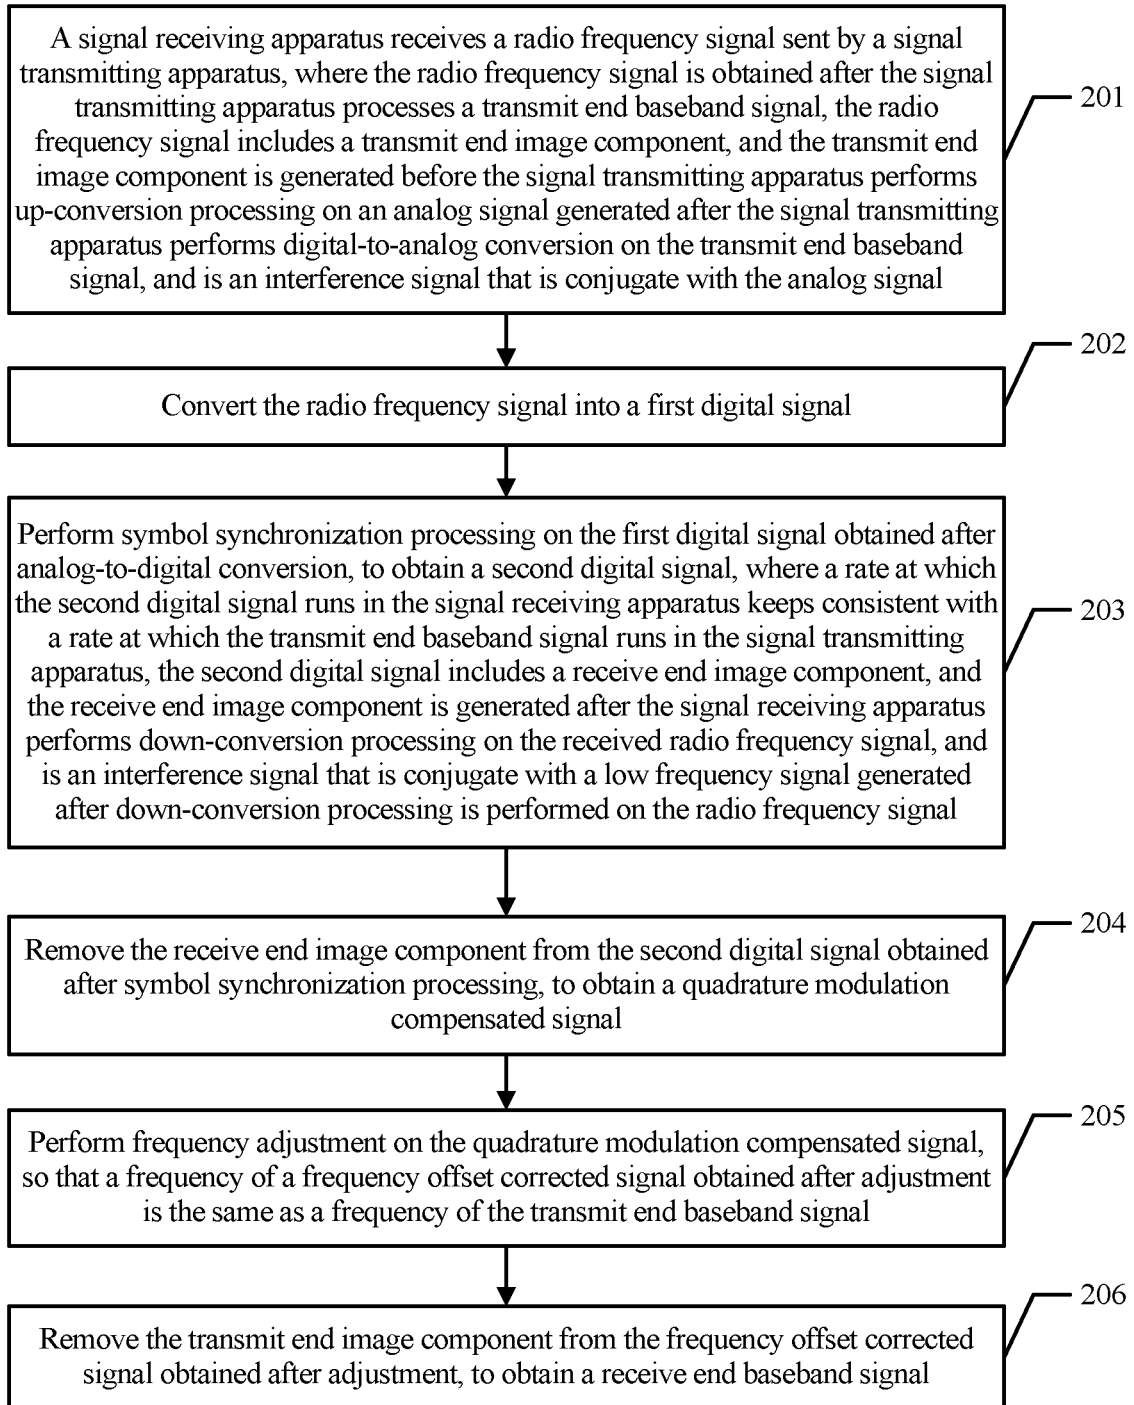 A signal receiving apparatus receives a radio frequency signal sent by a signal
transmitting apparatus, where the radio frequency signal is obtained after the signal
transmitting apparatus processes a transmit end baseband signal, the radio
frequency signal includes a transmit end image component, and the transmit end
image component is generated before the signal transmitting apparatus performs
up-conversion processing on an analog signal generated after the signal transmitting
apparatus performs digital-to-analog conversion on the transmit end baseband
signal, and is an interference signal that is conjugate with the analog signal
201
Convert the radio frequency signal into a first digital signal
202
Perform symbol synchronization processing on the first digital signal obtained after
analog-to-digital conversion, to obtain a second digital signal, where a rate at which
the second digital signal runs in the signal receiving apparatus keeps consistent with
a rate at which the transmit end baseband signal runs in the signal transmitting
apparatus, the second digital signal includes a receive end image component, and
the receive end image component is generated after the signal receiving apparatus
performs down-conversion processing on the received radio frequency signal, and
is an interference signal that is conjugate with a low frequency signal generated
after down-conversion processing is performed on the radio frequency signal
203
Remove the receive end image component from the second digital signal obtained
after symbol synchronization processing, to obtain a quadrature modulation
compensated signal
204
Perform frequency adjustment on the quadrature modulation compensated signal,
so that a frequency of a frequency offset corrected signal obtained after adjustment
is the same as a frequency of the transmit end baseband signal
205
Remove the transmit end image component from the frequency offset corrected
signal obtained after adjustment, to obtain a receive end baseband signal
206